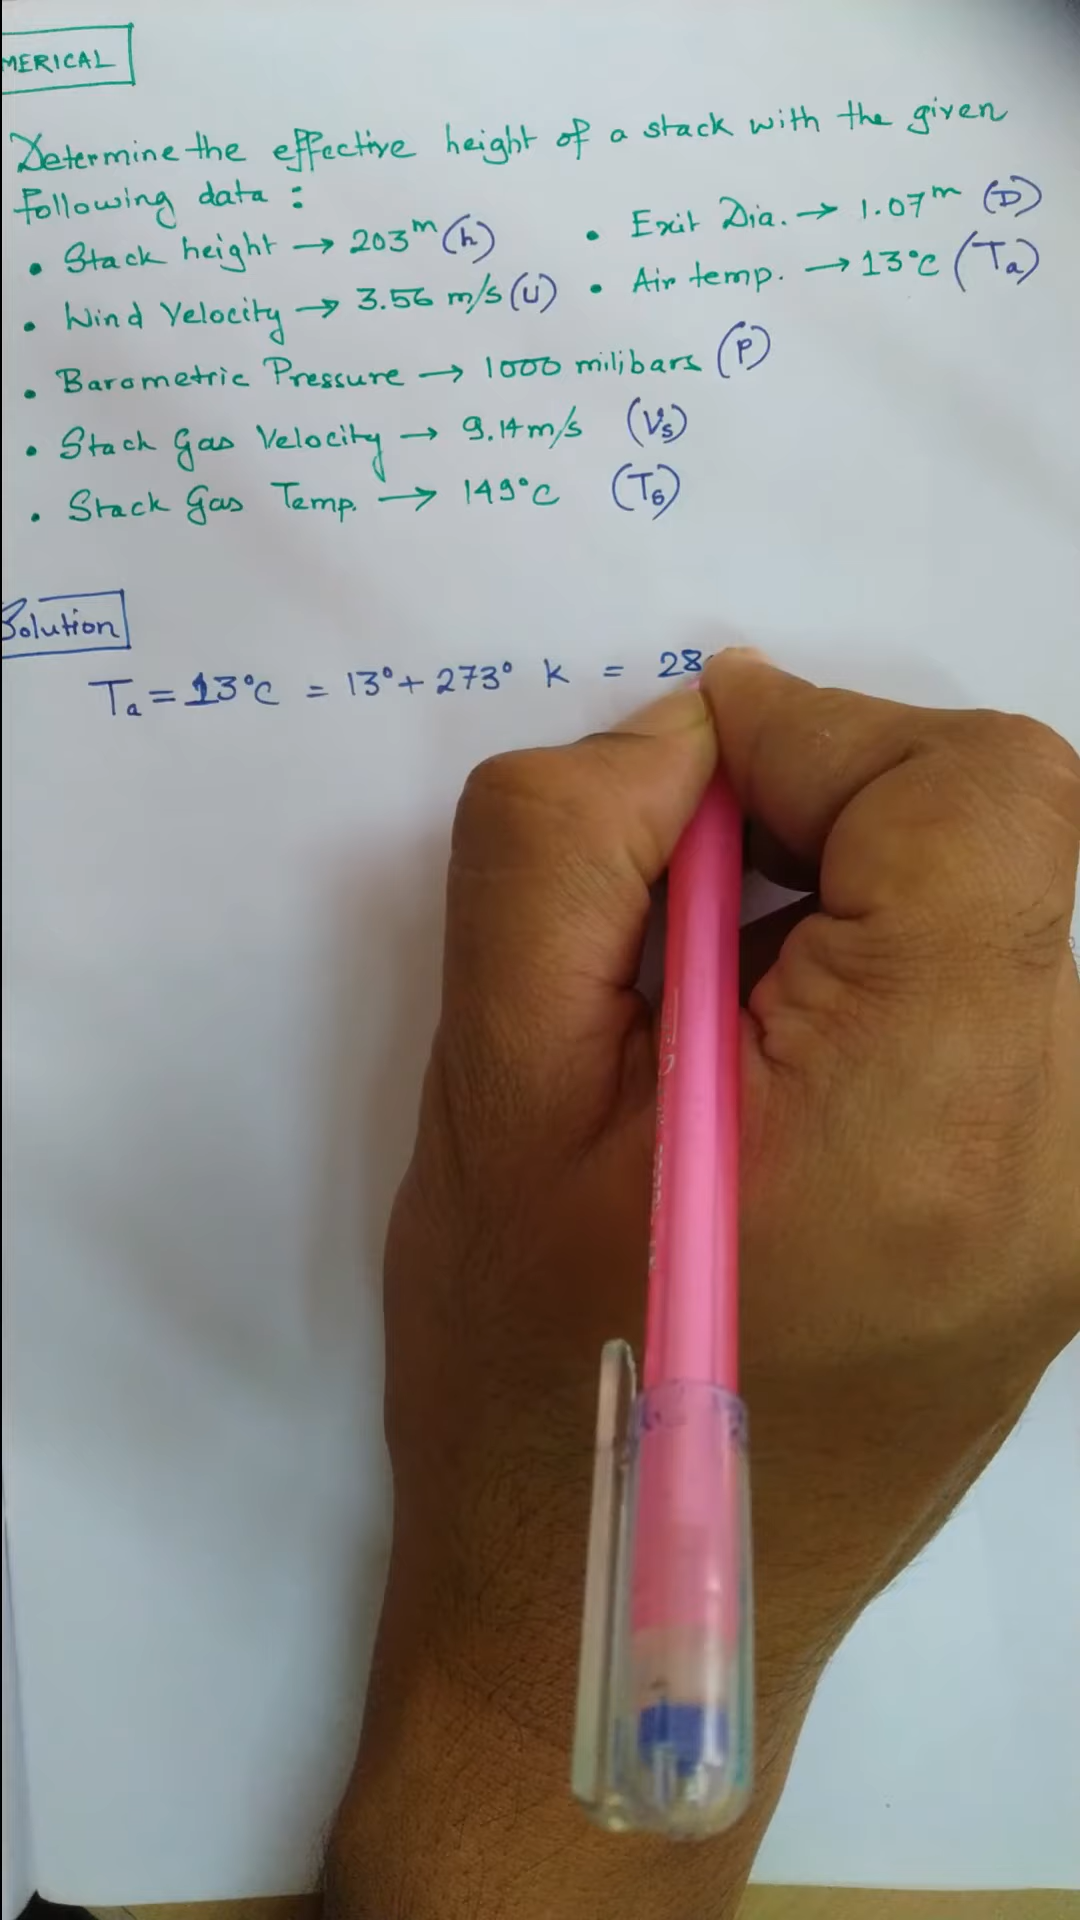 MERICAL
Determine the effective height of a stack with the given
following data :
• Stack height → 203m (h)
• Exit Dia. → 1.07m (D)
• Wind Velocity → 3.56 m/s (U)
• Air temp. → 13°C (Ta)
• Barometric Pressure → 1000 milibars (P)
• Stack Gas Velocity → 9.14 m/s (Vs)
• Stack Gas Temp. → 149°C (Ts)
Solution
Ta = 13°C = 13° + 273° K = 28